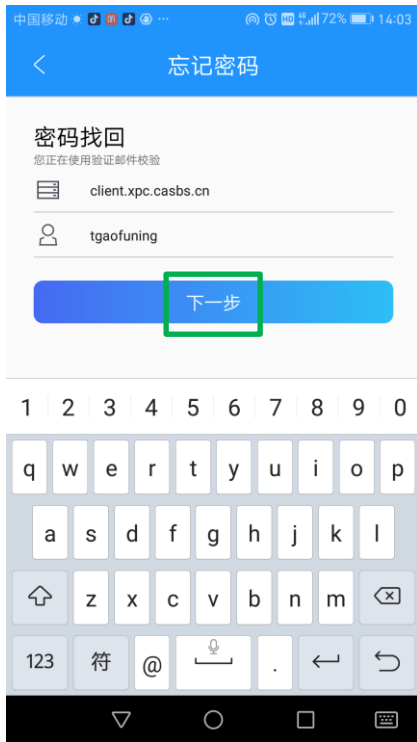 中国移动 ... HD 4G 72% 14:03
忘记密码
密码找回
您正在使用验证邮件校验
client.xpc.casbs.cn
tgaofuning
下一步
1 2 3 4 5 6 7 8 9 0
q w e r t y u i o p
a s d f g h j k l
z x c v b n m
123 符 @ .